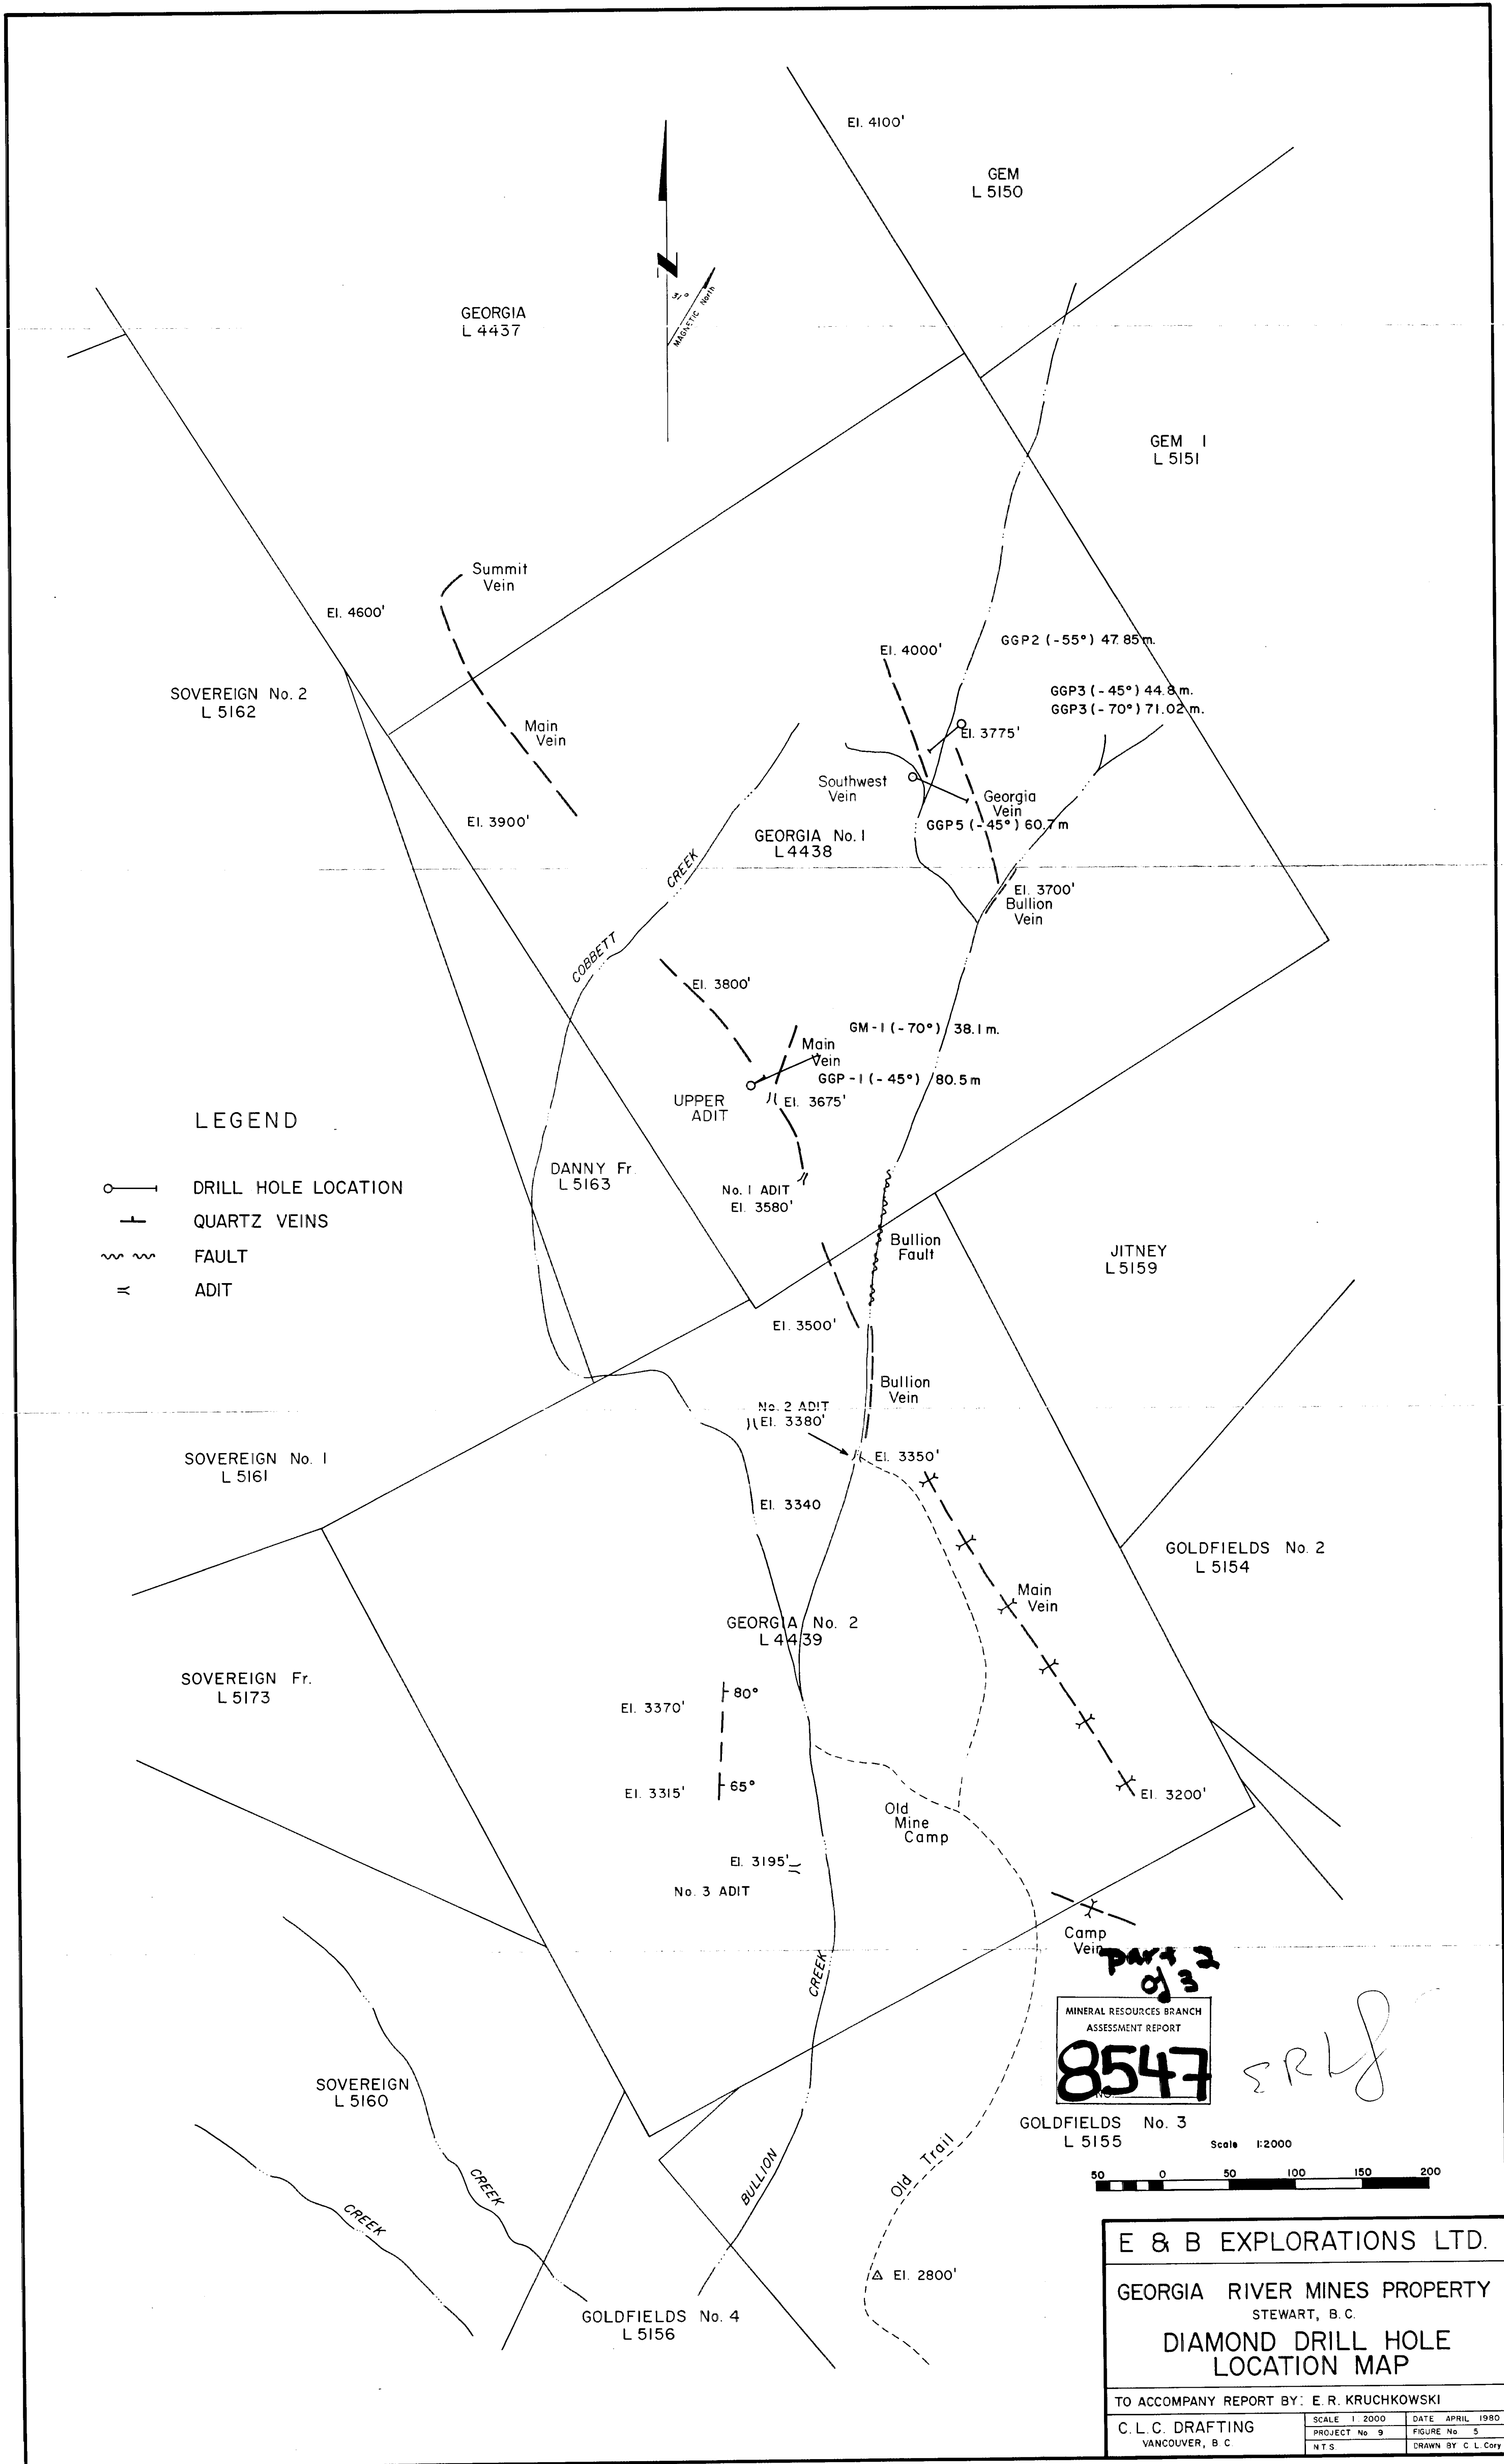 El. 4100'
GEM
L 5150
N
31°
MAGNETIC North
GEORGIA
L 4437
GEM 1
L 5151
Summit
Vein
El. 4600'
GGP2 (-55°) 47.85 m.
El. 4000'
SOVEREIGN No. 2
L 5162
GGP3 (-45°) 44.8 m.
GGP3 (-70°) 71.02 m.
Main
Vein
El. 3775'
Southwest
Vein
Georgia
Vein
El. 3900'
GGP5 (-45°) 60.7 m
GEORGIA No. 1
L 4438
CREEK
COBBETT
El. 3700'
Bullion
Vein
El. 3800'
GM-1 (-70°) 38.1 m.
Main
Vein
GGP-1 (-45°) 80.5 m
UPPER
ADIT
El. 3675'
LEGEND
DRILL HOLE LOCATION
QUARTZ VEINS
FAULT
ADIT
DANNY Fr.
L 5163
No. 1 ADIT
El. 3580'
Bullion
Fault
JITNEY
L 5159
El. 3500'
Bullion
Vein
No. 2 ADIT
El. 3380'
El. 3350'
SOVEREIGN No. 1
L 5161
El. 3340
GOLDFIELDS No. 2
L 5154
Main
Vein
GEORGIA No. 2
L 4439
SOVEREIGN Fr.
L 5173
80°
El. 3370'
65°
El. 3315'
El. 3200'
Old
Mine
Camp
El. 3195'
No. 3 ADIT
Camp
Vein
part 2
of 3
CREEK
MINERAL RESOURCES BRANCH
ASSESSMENT REPORT
8547
NO.
SOVEREIGN
L 5160
GOLDFIELDS No. 3
L 5155
Scale 1:2000
50 0 50 100 150 200
Old Trail
BULLION
CREEK
CREEK
El. 2800'
GOLDFIELDS No. 4
L 5156
E & B EXPLORATIONS LTD.
GEORGIA RIVER MINES PROPERTY
STEWART, B.C.
DIAMOND DRILL HOLE
LOCATION MAP
TO ACCOMPANY REPORT BY: E. R. KRUCHKOWSKI
C. L. C. DRAFTING
VANCOUVER, B.C.
SCALE 1:2000
DATE APRIL 1980
PROJECT No 9
FIGURE No 5
N.T.S.
DRAWN BY C. L. Cory